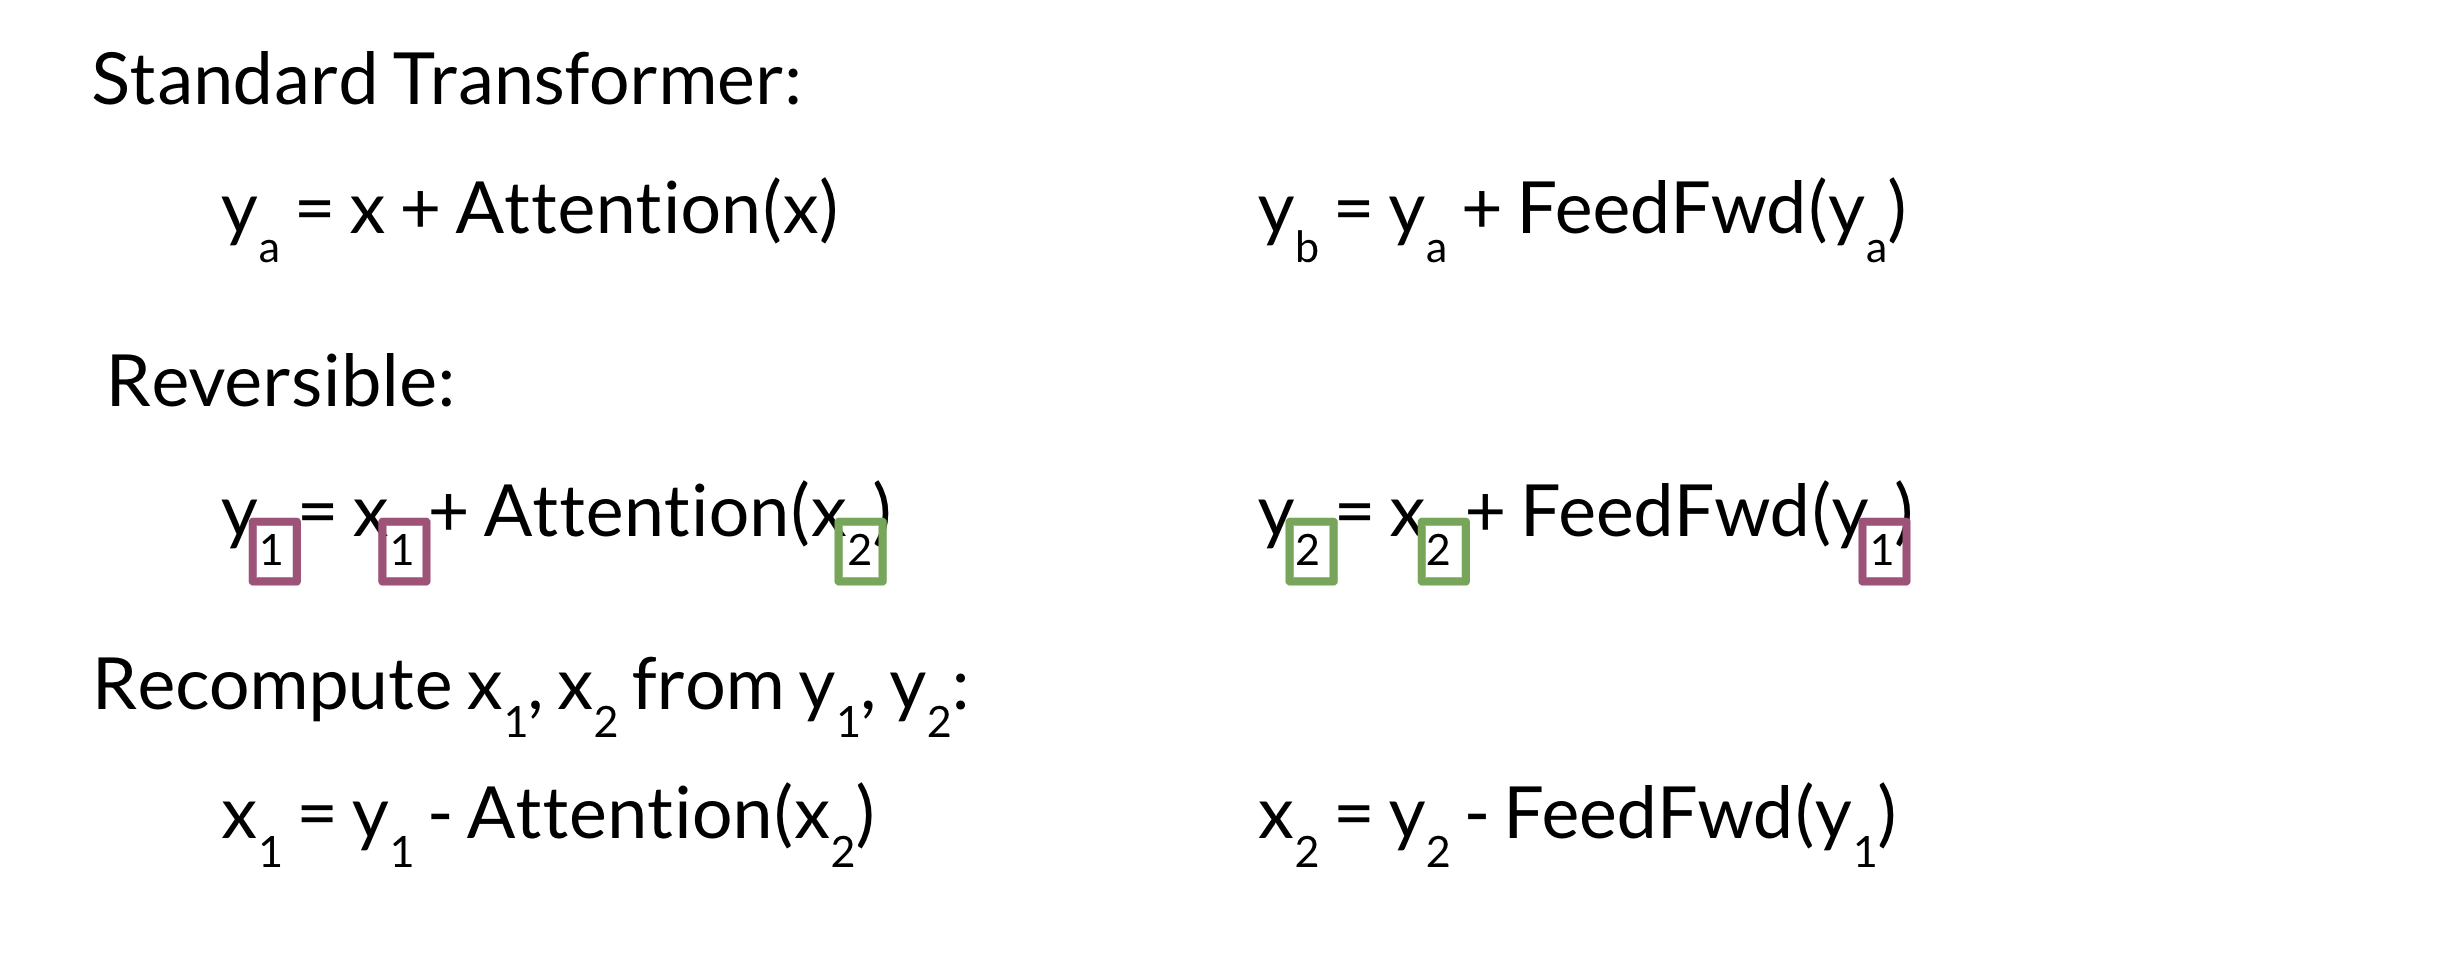 Standard Transformer:
yₐ = x + Attention(x)
y_b = yₐ + FeedFwd(yₐ)
Reversible:
y₁ = x₁ + Attention(x₂)
y₂ = x₂ + FeedFwd(y₁)
Recompute x₁, x₂ from y₁, y₂:
x₁ = y₁ - Attention(x₂)
x₂ = y₂ - FeedFwd(y₁)